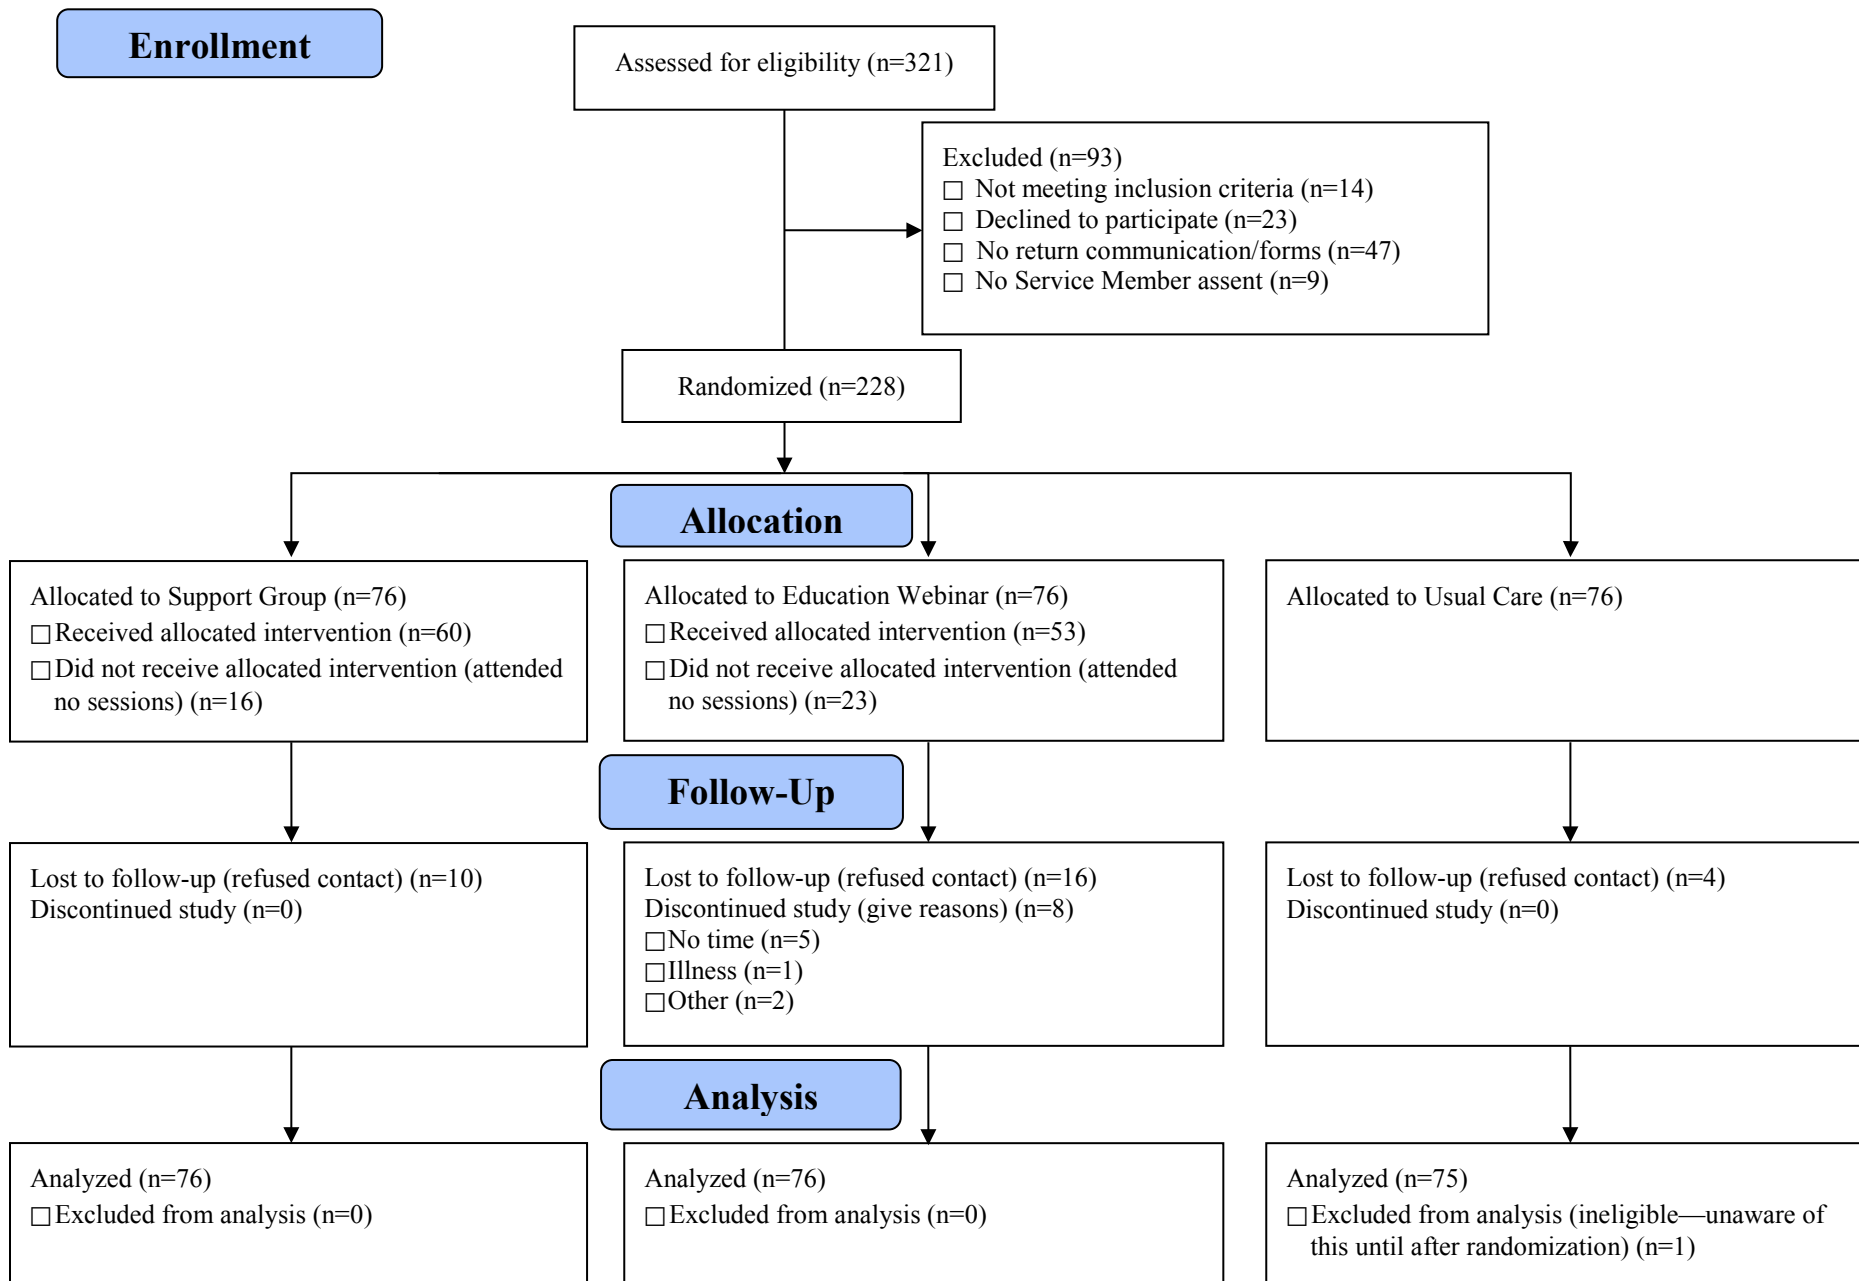 Enrollment
Assessed for eligibility (n=321)
Excluded (n=93)
□ Not meeting inclusion criteria (n=14)
□ Declined to participate (n=23)
□ No return communication/forms (n=47)
□ No Service Member assent (n=9)
Randomized (n=228)
Allocation
Allocated to Support Group (n=76)
□ Received allocated intervention (n=60)
□ Did not receive allocated intervention (attended
no sessions) (n=16)
Allocated to Education Webinar (n=76)
□ Received allocated intervention (n=53)
□ Did not receive allocated intervention (attended
no sessions) (n=23)
Allocated to Usual Care (n=76)
Follow-Up
Lost to follow-up (refused contact) (n=10)
Discontinued study (n=0)
Lost to follow-up (refused contact) (n=16)
Discontinued study (give reasons) (n=8)
□ No time (n=5)
□ Illness (n=1)
□ Other (n=2)
Lost to follow-up (refused contact) (n=4)
Discontinued study (n=0)
Analysis
Analyzed (n=76)
□ Excluded from analysis (n=0)
Analyzed (n=76)
□ Excluded from analysis (n=0)
Analyzed (n=75)
□ Excluded from analysis (ineligible—unaware of
this until after randomization) (n=1)